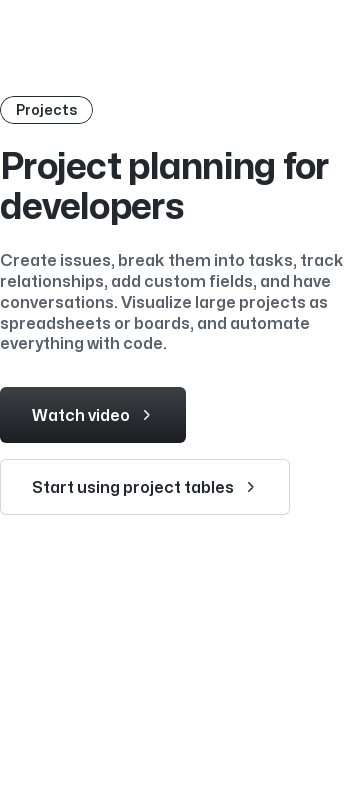 Projects
Project planning for
developers
Create issues, break them into tasks, track
relationships, add custom fields, and have
conversations. Visualize large projects as
spreadsheets or boards, and automate
everything with code.
Watch video
Start using project tables